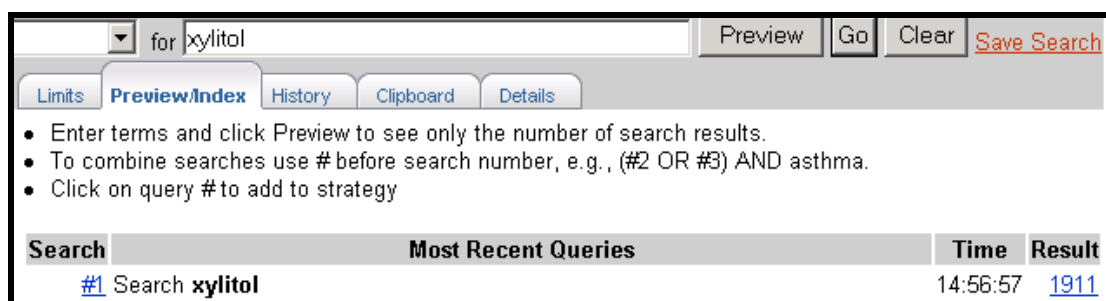 for xylitol Preview Go Clear Save Search
Limits Preview/Index History Clipboard Details
• Enter terms and click Preview to see only the number of search results.
• To combine searches use # before search number, e.g., (#2 OR #3) AND asthma.
• Click on query # to add to strategy
Search Most Recent Queries Time Result
#1 Search xylitol 14:56:57 1911